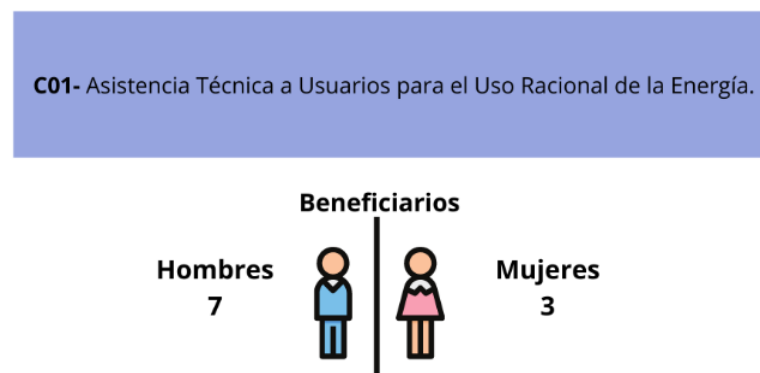 C01- Asistencia Técnica a Usuarios para el Uso Racional de la Energía.
Beneficiarios
Hombres
7
Mujeres
3